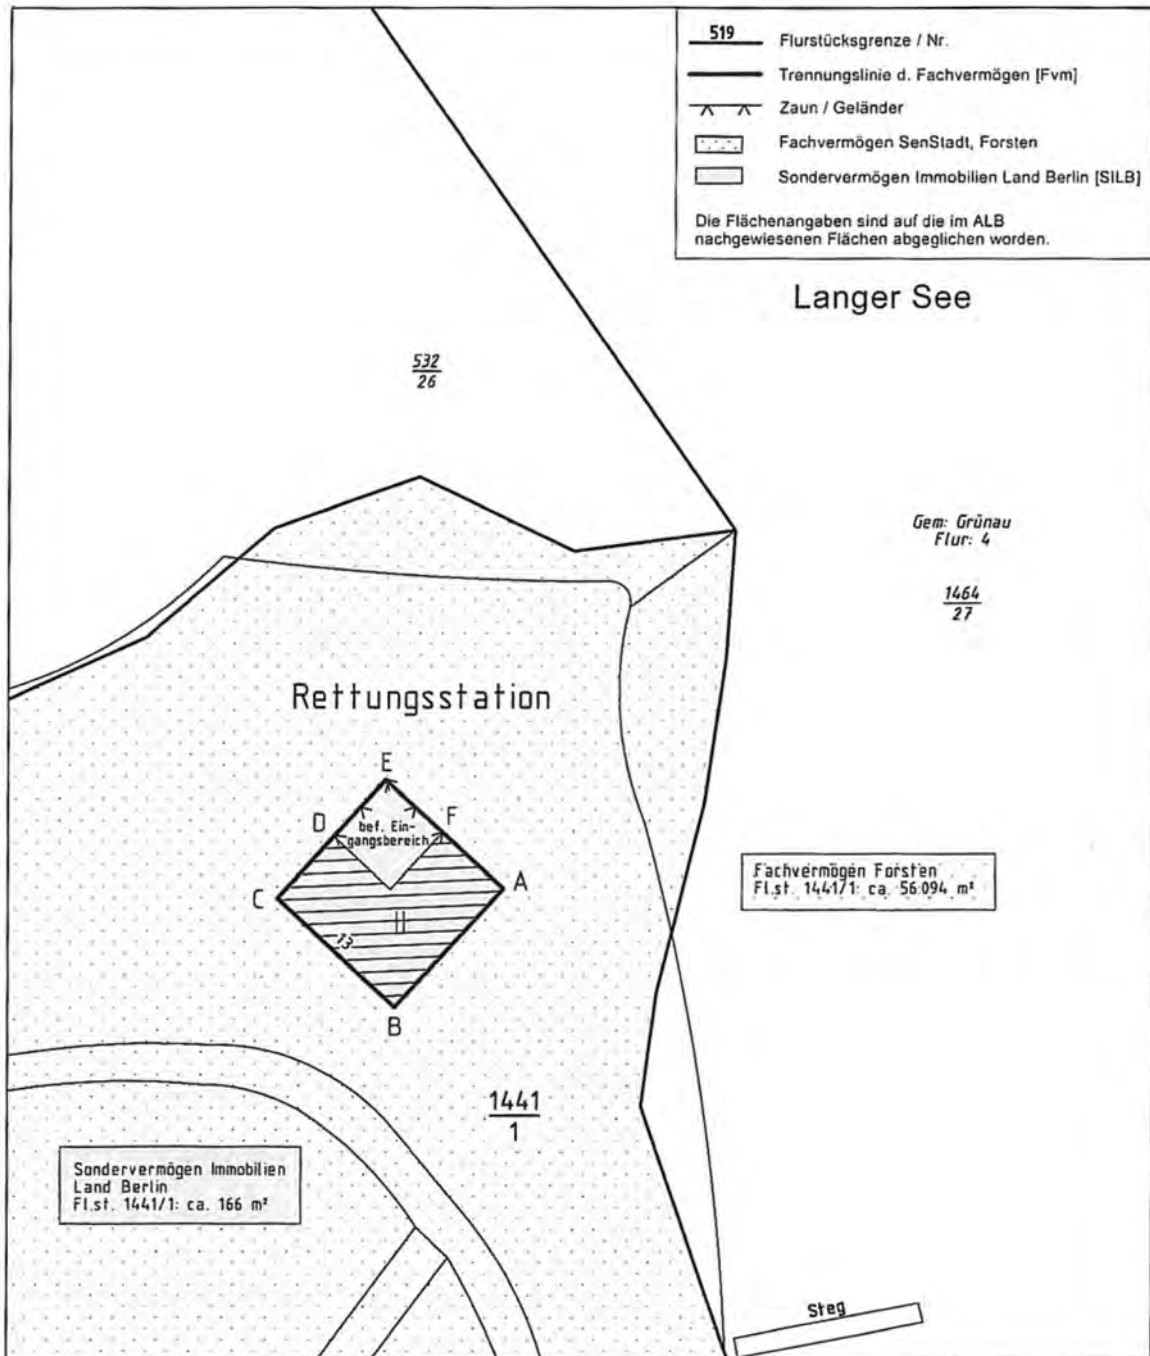 519 Flurstücksgrenze / Nr.
Trennungslinie d. Fachvermögen [Fvm]
Zaun / Geländer
Fachvermögen SenStadt, Forsten
Sondervermögen Immobilien Land Berlin [SILB]
Die Flächenangaben sind auf die im ALB
nachgewiesenen Flächen abgeglichen worden.
Langer See
532
26
Gem: Grünau
Flur: 4
1464
27
Rettungsstation
E
D
F
bef. Ein-
gangsbereich
C
A
II
13
B
Fachvermögen Forsten
Fl.st. 1441/1: ca. 56.094 m²
1441
1
Sondervermögen Immobilien
Land Berlin
Fl.st. 1441/1: ca. 166 m²
Steg